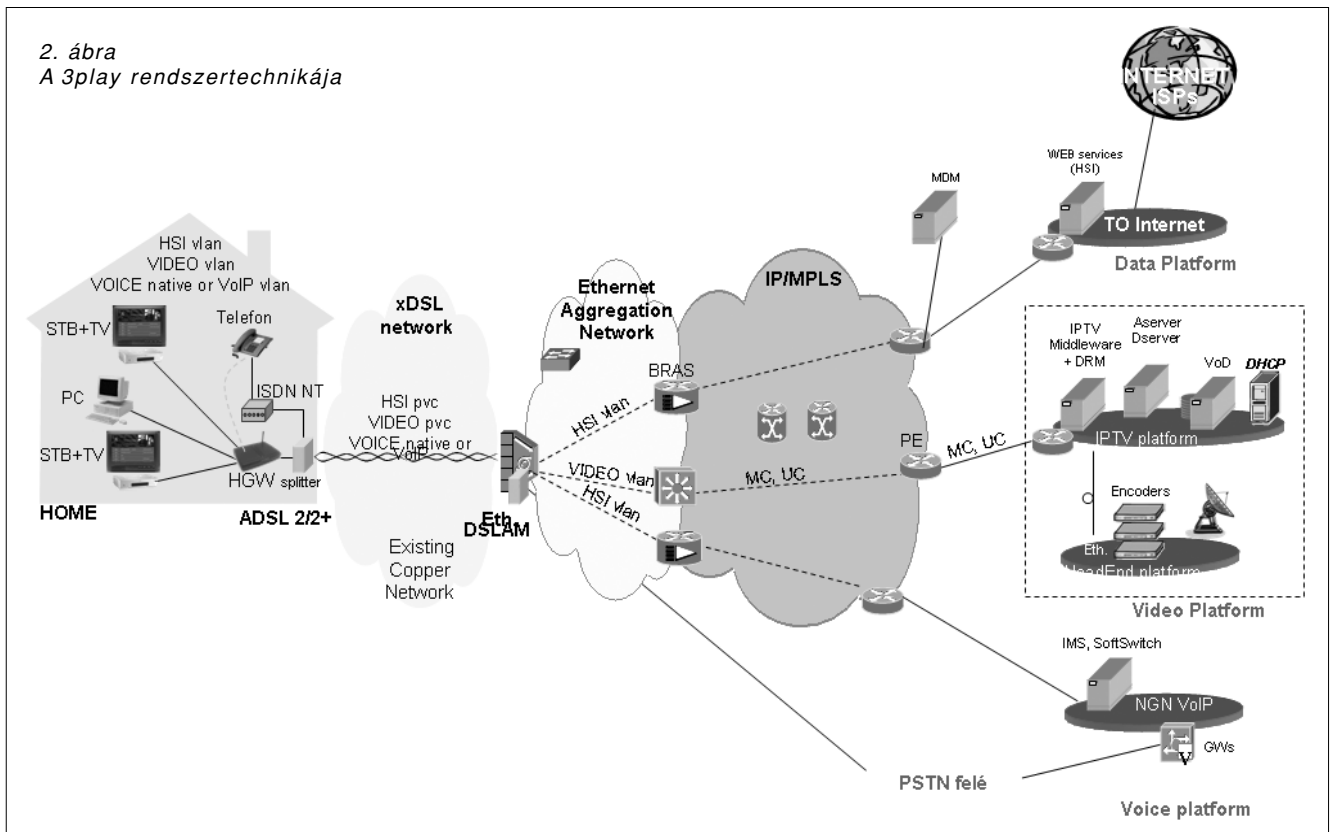 2. ábra
A 3play rendszertechnikája
INTERNET
ISPs
WEB services
(HSI)
TO Internet
Data Platform
MDM
HSI vlan
VIDEO vlan
VOICE native or VoIP vlan
STB+TV
Telefon
ISDN NT
PC
STB+TV
HGW
splitter
HOME
ADSL 2/2+
xDSL
network
HSI pvc
VIDEO pvc
VOICE native or
VoIP
Existing
Copper
Network
Eth.
DSLAM
Ethernet
Aggregation
Network
BRAS
HSI vlan
VIDEO vlan
HSI vlan
IP/MPLS
MC, UC
PE
MC, UC
IPTV
Middleware
+ DRM
Aserver
Dserver
VoD
DHCP
IPTV platform
Encoders
Eth.
HeadEnd platform
Video Platform
IMS, SoftSwitch
NGN VoIP
V
GWs
PSTN felé
Voice platform